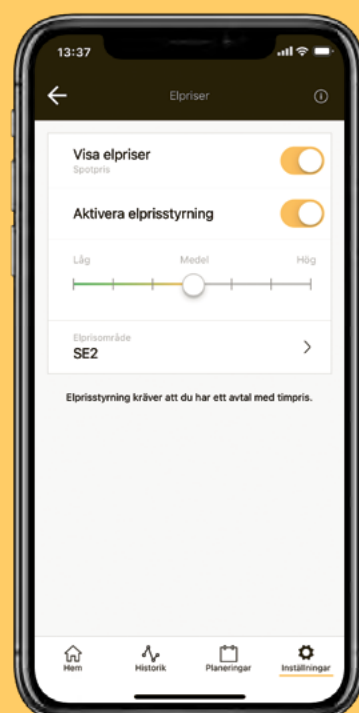 13:37
Elpriser
Visa elpriser
Spotpris
Aktivera elprisstyrning
Låg Medel Hög
Elprisområde
SE2
Elprisstyrning kräver att du har ett avtal med timpris.
Hem Historik Planeringar Inställningar